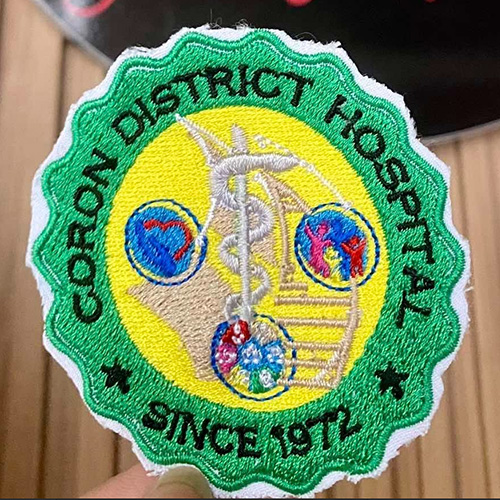 CORON DISTRICT HOSPITAL
SINCE 1972